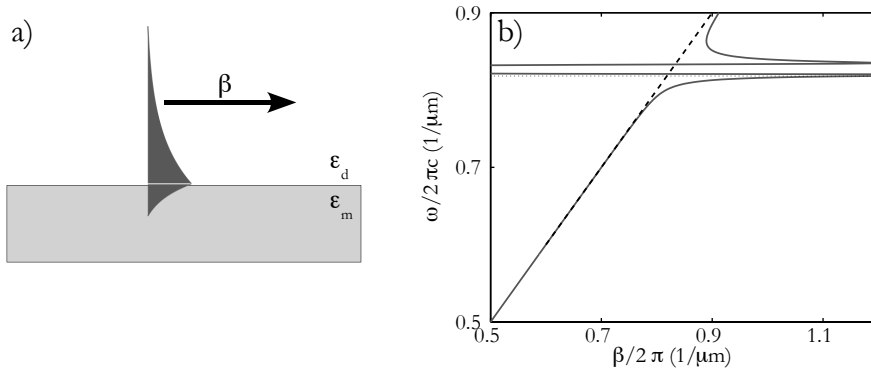 a)
β
ε_d
ε_m
b)
ω/2 πc (1/μm)
0.9
0.7
0.5
0.5 0.7 0.9 1.1
β/2 π (1/μm)